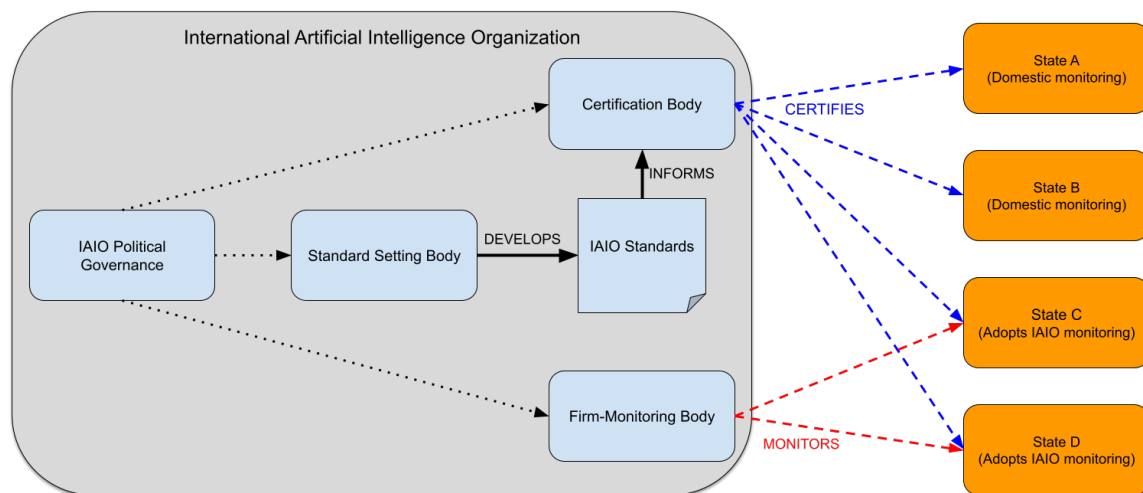 International Artificial Intelligence Organization
Certification Body
CERTIFIES
State A
(Domestic monitoring)
INFORMS
State B
(Domestic monitoring)
IAIO Political
Governance
Standard Setting Body
DEVELOPS
IAIO Standards
State C
(Adopts IAIO monitoring)
Firm-Monitoring Body
MONITORS
State D
(Adopts IAIO monitoring)